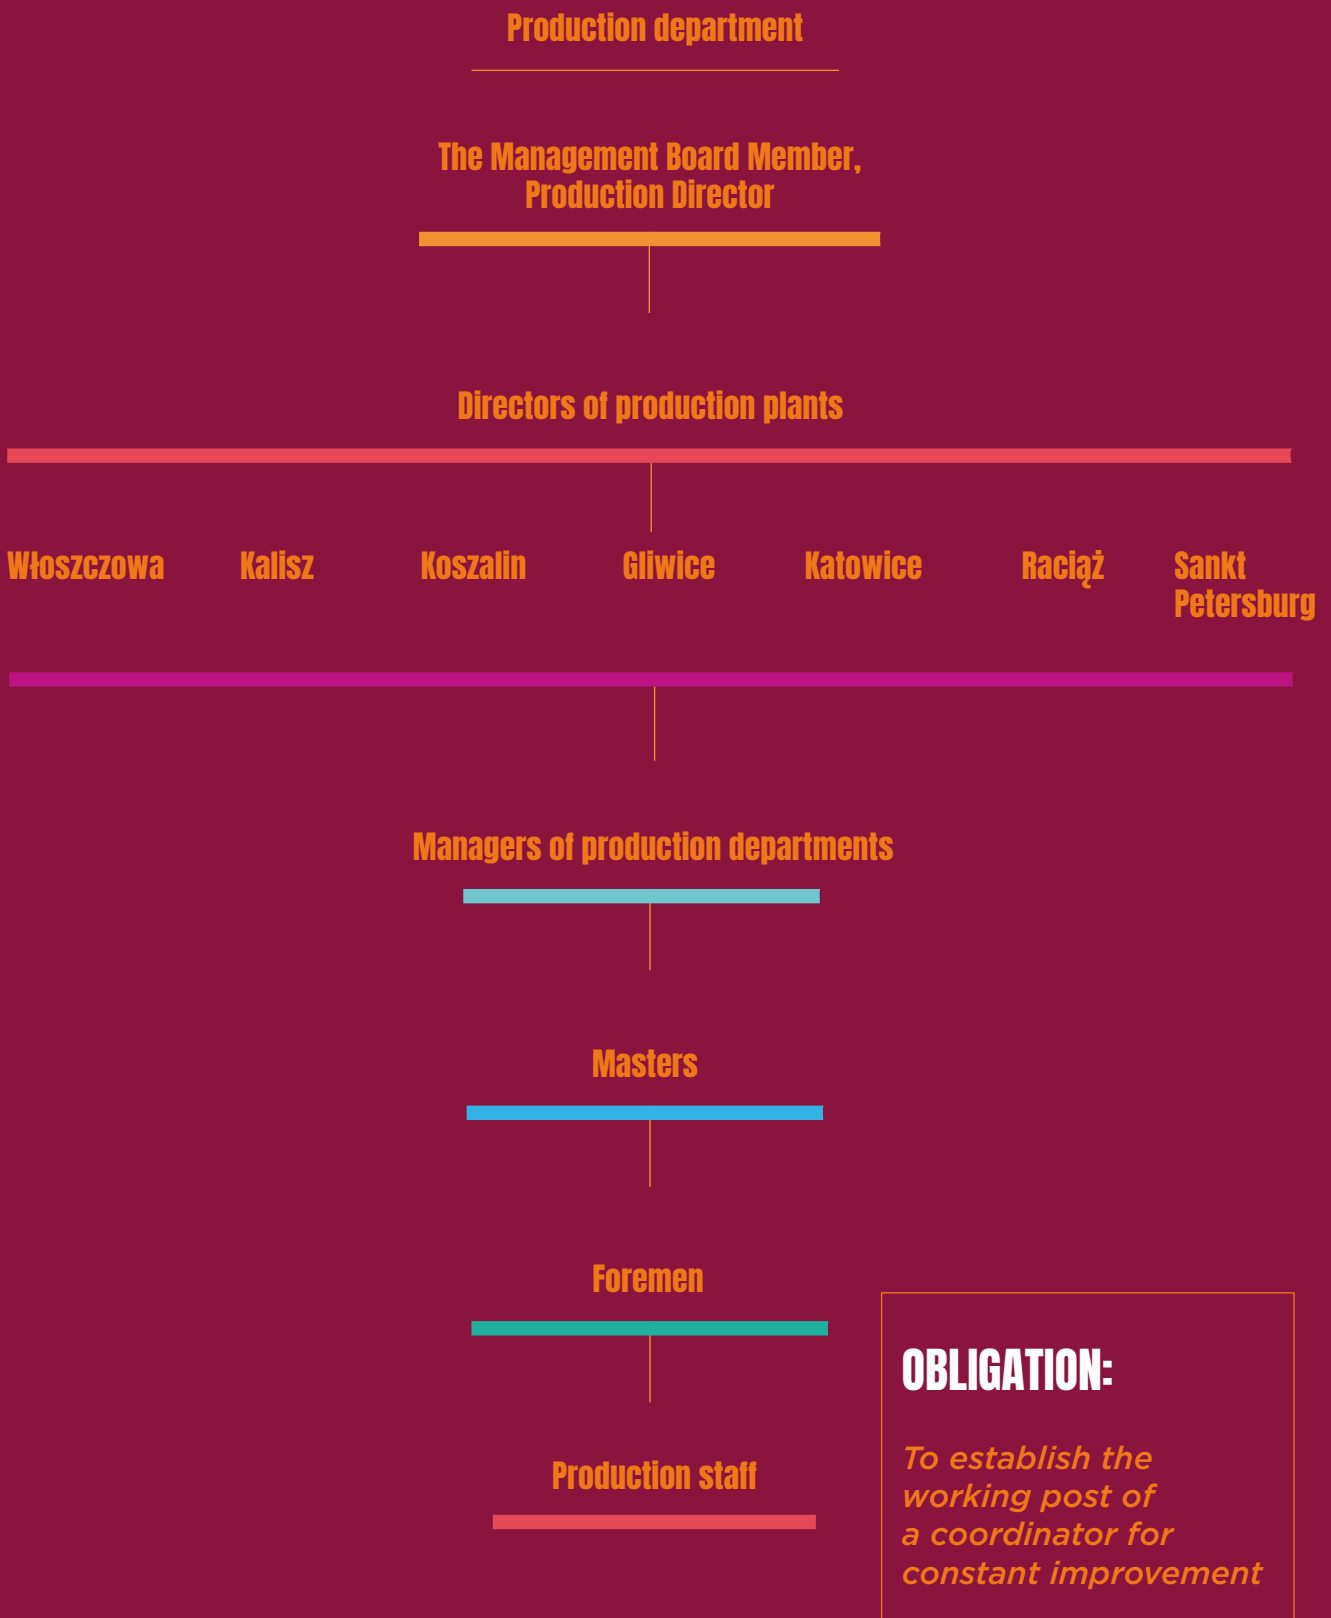 Production department
The Management Board Member,
Production Director
Directors of production plants
Włoszczowa Kalisz Koszalin Gliwice Katowice Raciąż Sankt
Petersburg
Managers of production departments
Masters
Foremen
Production staff
OBLIGATION:
To establish the
working post of
a coordinator for
constant improvement